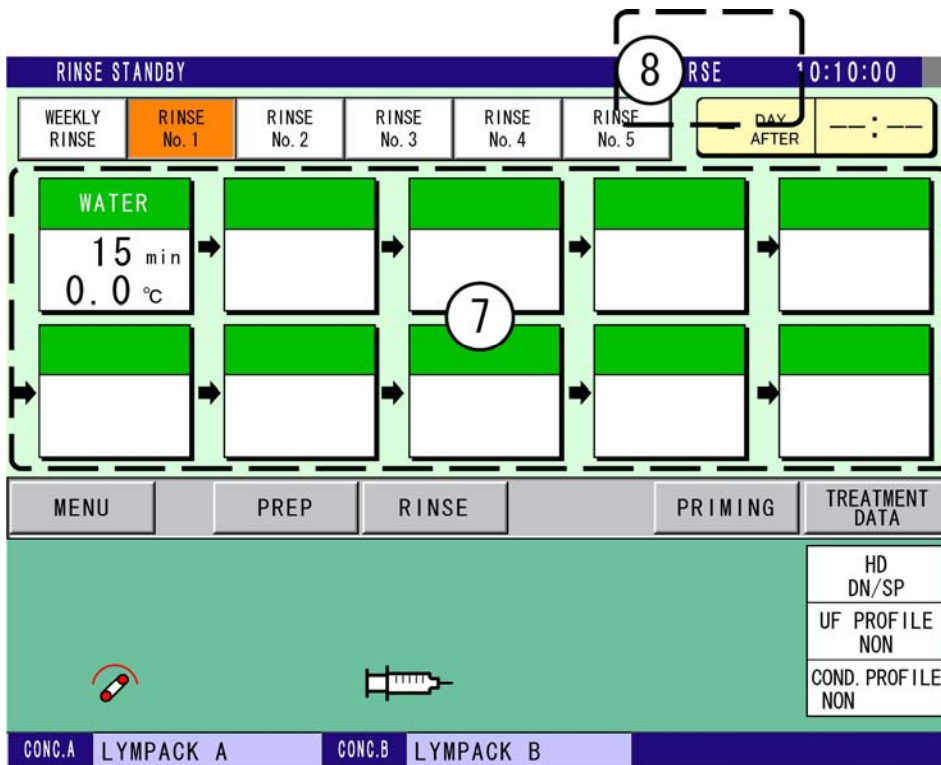 RINSE STANDBY
8
RSE
10:10:00
WEEKLY RINSE
RINSE No. 1
RINSE No. 2
RINSE No. 3
RINSE No. 4
RINSE No. 5
DAY AFTER
--:--
WATER
15 min
0.0 ℃
7
MENU
PREP
RINSE
PRIMING
TREATMENT DATA
HD
DN/SP
UF PROFILE
NON
COND. PROFILE
NON
CONC.A LYMPACK A CONC.B LYMPACK B